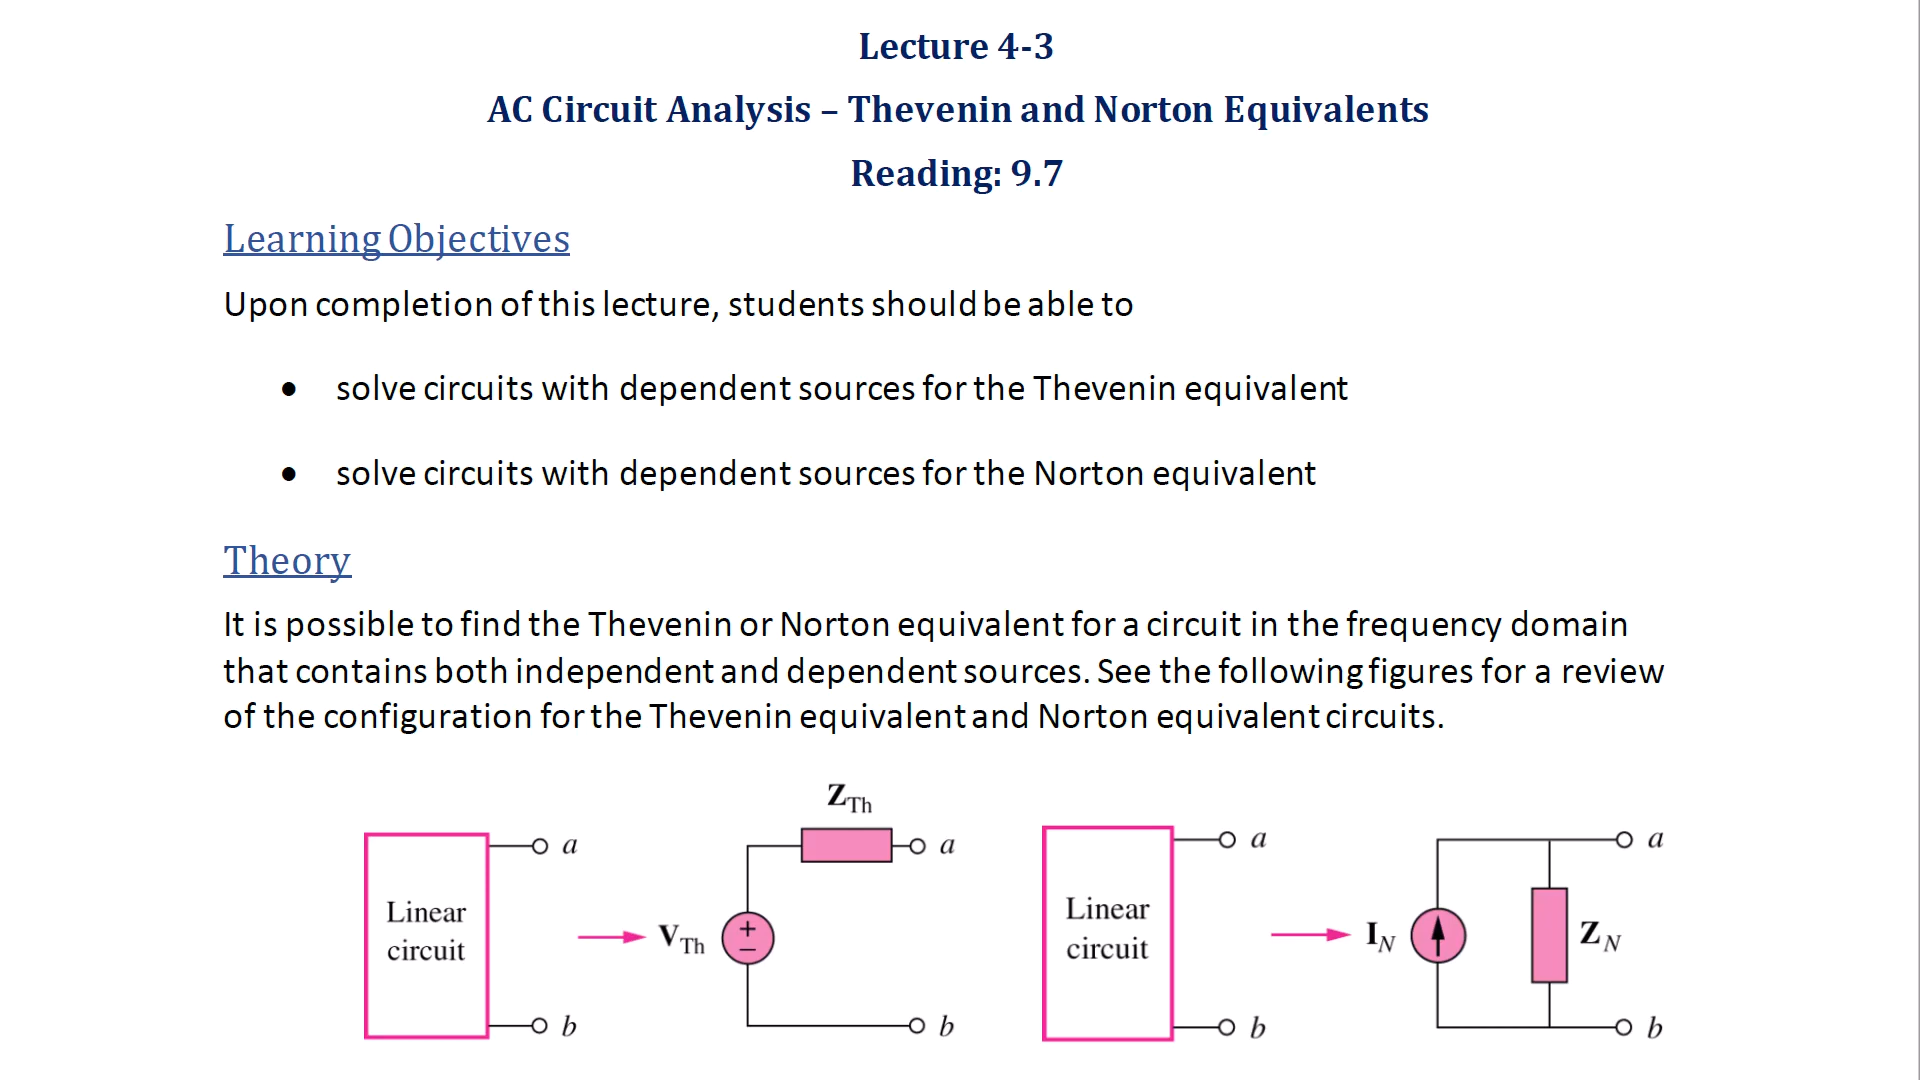 Lecture 4-3
AC Circuit Analysis – Thevenin and Norton Equivalents
Reading: 9.7
Learning Objectives
Upon completion of this lecture, students should be able to
• solve circuits with dependent sources for the Thevenin equivalent
• solve circuits with dependent sources for the Norton equivalent
Theory
It is possible to find the Thevenin or Norton equivalent for a circuit in the frequency domain
that contains both independent and dependent sources. See the following figures for a review
of the configuration for the Thevenin equivalent and Norton equivalent circuits.
Linear
circuit
a
b
V_Th
+
−
Z_Th
a
b
Linear
circuit
a
b
I_N
Z_N
a
b